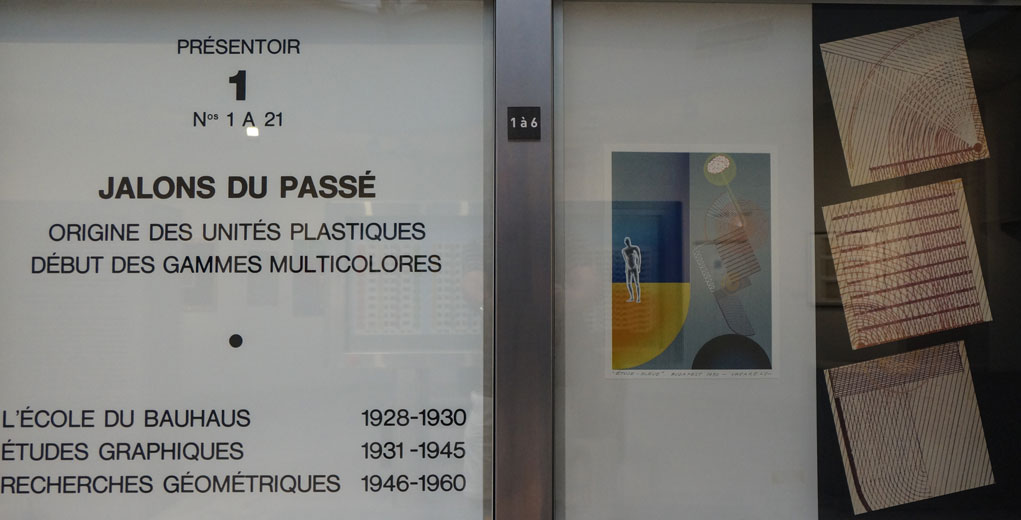 PRÉSENTOIR
1
Nos 1 A 21
JALONS DU PASSÉ
ORIGINE DES UNITÉS PLASTIQUES
DÉBUT DES GAMMES MULTICOLORES
L'ÉCOLE DU BAUHAUS 1928-1930
ÉTUDES GRAPHIQUES 1931-1945
RECHERCHES GÉOMÉTRIQUES 1946-1960
1 à 6
BUDAPEST